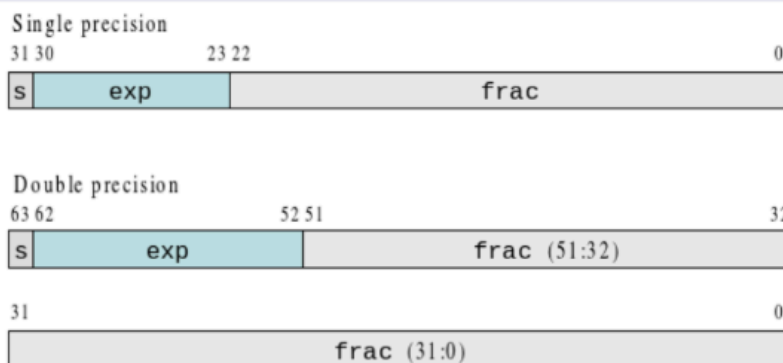 Single precision
31 30 23 22 0
s exp frac
Double precision
63 62 52 51 32
s exp frac (51:32)
31 0
frac (31:0)